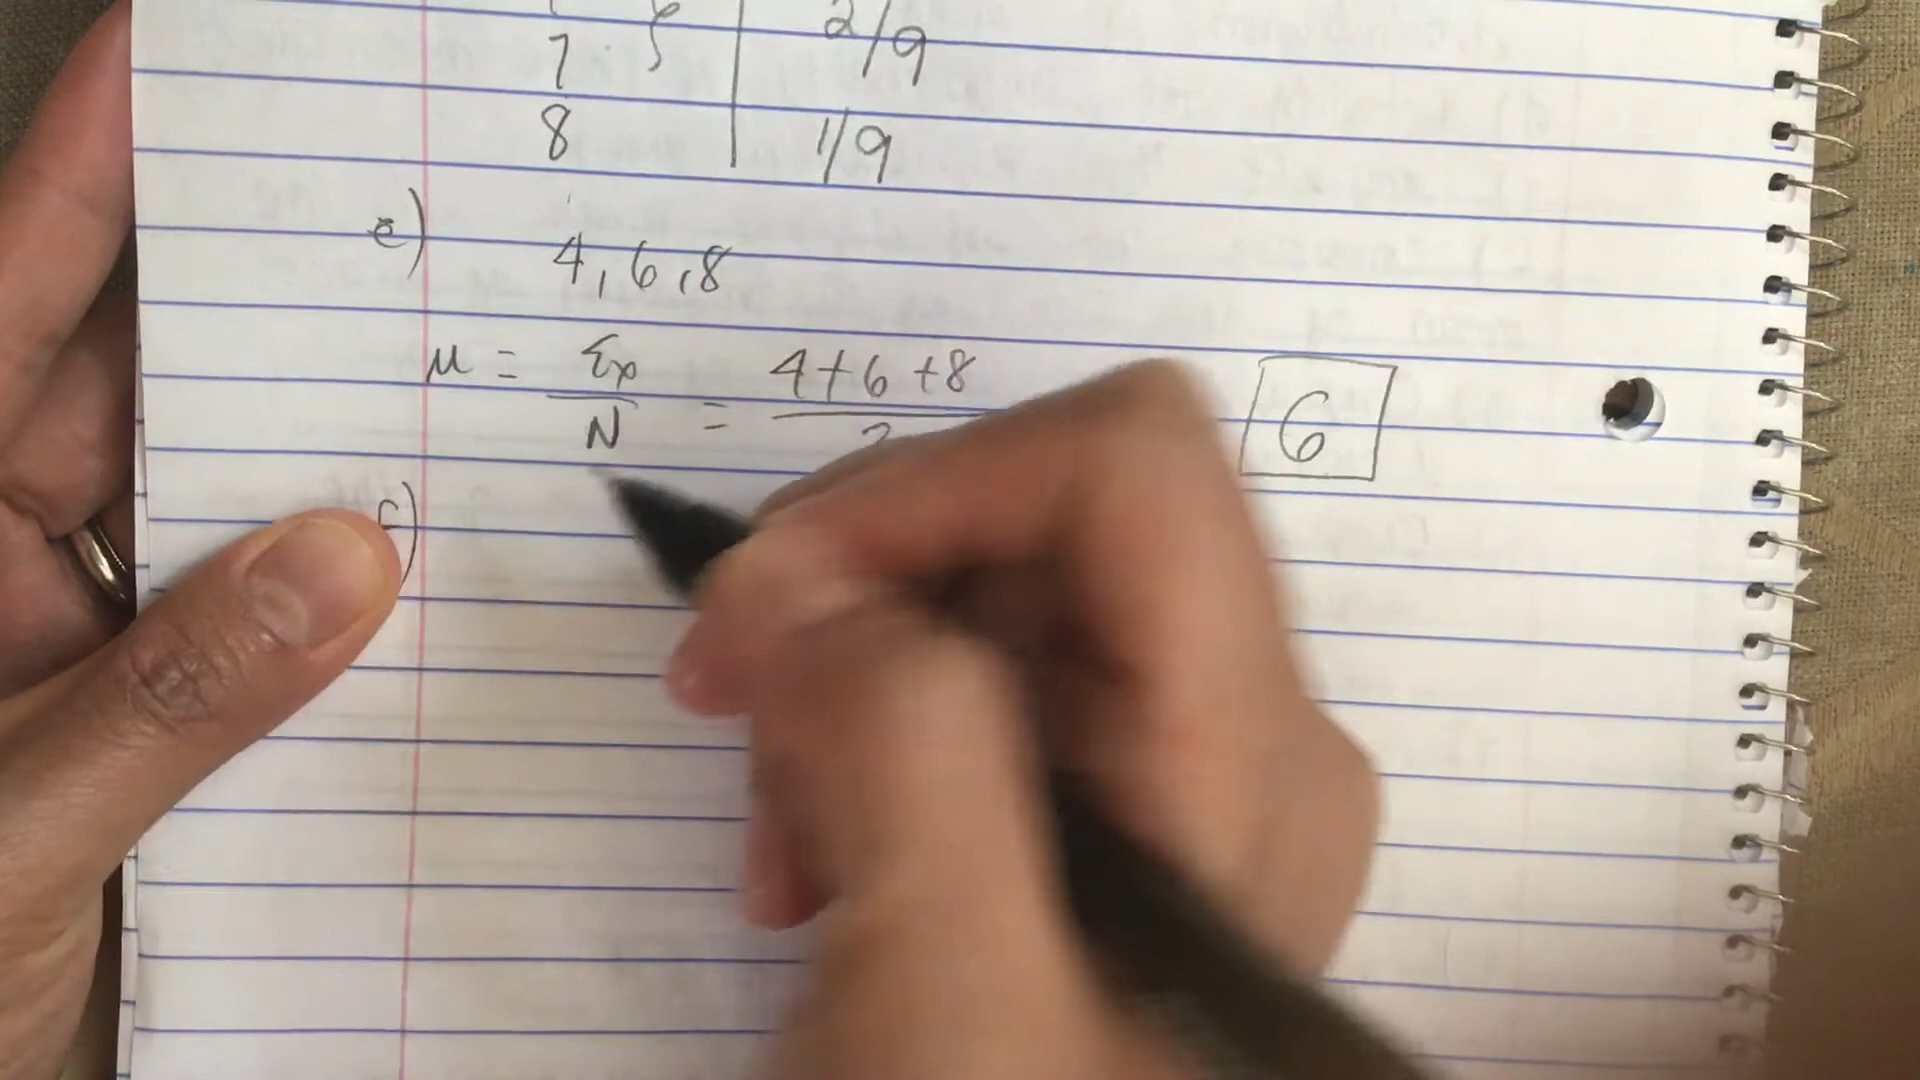 7 2/9
8 1/9
e) 4, 6, 8
μ = Σx/N = 4+6+8
6
f)